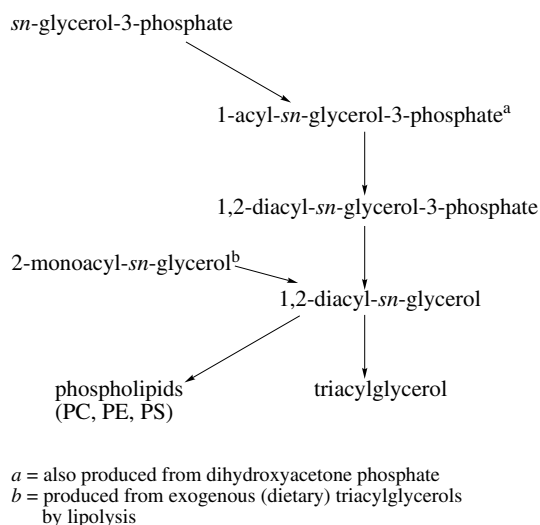 sn-glycerol-3-phosphate
1-acyl-sn-glycerol-3-phosphateᵃ
1,2-diacyl-sn-glycerol-3-phosphate
2-monoacyl-sn-glycerolᵇ
1,2-diacyl-sn-glycerol
phospholipids
(PC, PE, PS)
triacylglycerol
a = also produced from dihydroxyacetone phosphate
b = produced from exogenous (dietary) triacylglycerols
by lipolysis